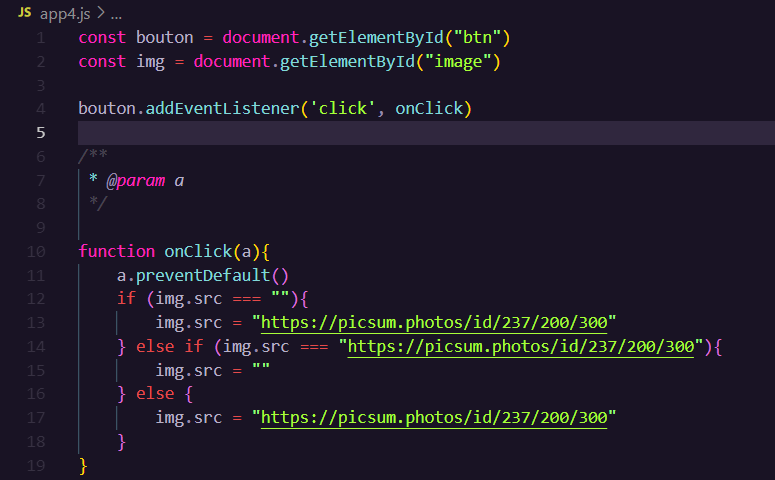 JS app4.js > ...
1 const bouton = document.getElementById("btn")
2 const img = document.getElementById("image")
3
4 bouton.addEventListener('click', onClick)
5
6 /**
7  * @param a
8  */
9
10 function onClick(a){
11     a.preventDefault()
12     if (img.src === ""){
13         img.src = "https://picsum.photos/id/237/200/300"
14     } else if (img.src === "https://picsum.photos/id/237/200/300"){
15         img.src = ""
16     } else {
17         img.src = "https://picsum.photos/id/237/200/300"
18     }
19 }